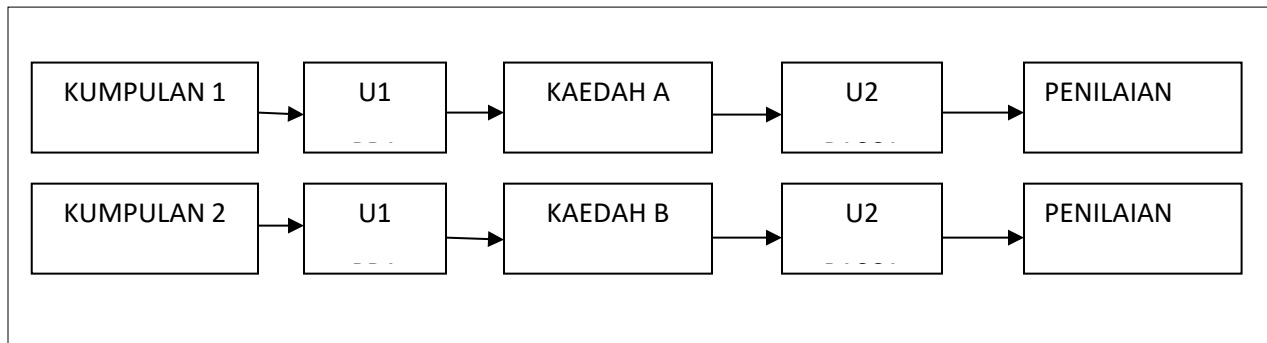 KUMPULAN 1
U1
KAEDAH A
U2
PENILAIAN
KUMPULAN 2
U1
KAEDAH B
U2
PENILAIAN